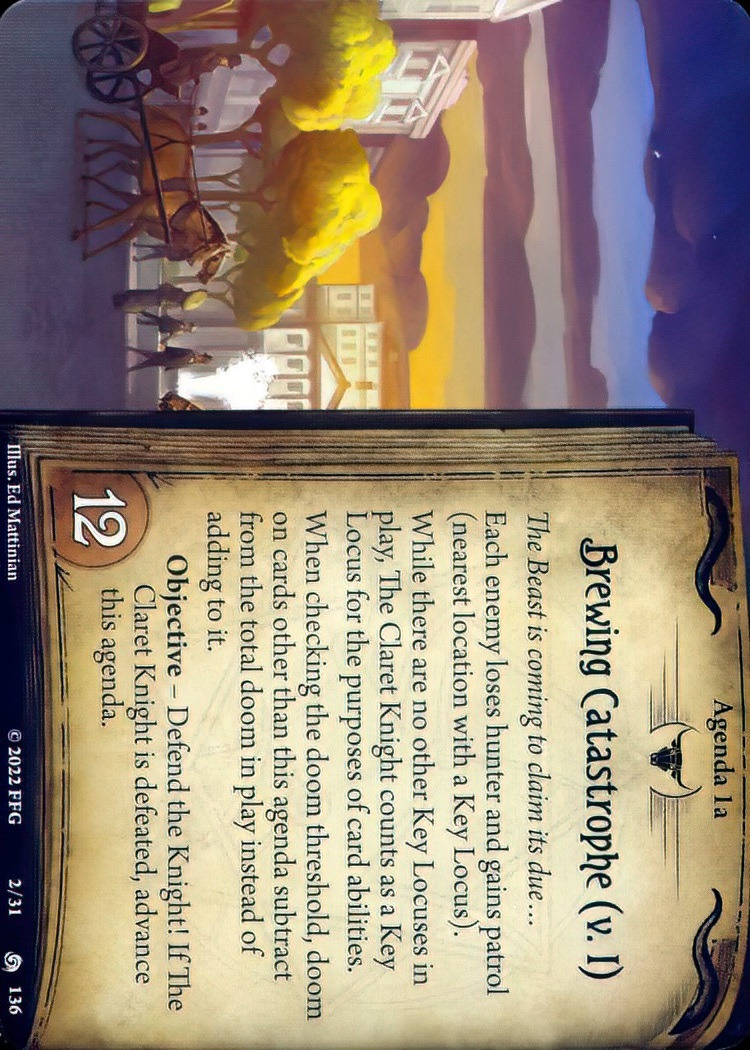 Agenda 1a
Brewing Catastrophe (v. I)
The Beast is coming to claim its due…
Each enemy loses hunter and gains patrol
(nearest location with a Key Locus).
While there are no other Key Locuses in
play, The Claret Knight counts as a Key
Locus for the purposes of card abilities.
When checking the doom threshold, doom
on cards other than this agenda subtract
from the total doom in play instead of
adding to it.
Objective – Defend the Knight! If The
Claret Knight is defeated, advance
this agenda.
12
Illus. Ed Mattinian
© 2022 FFG
2/31
136